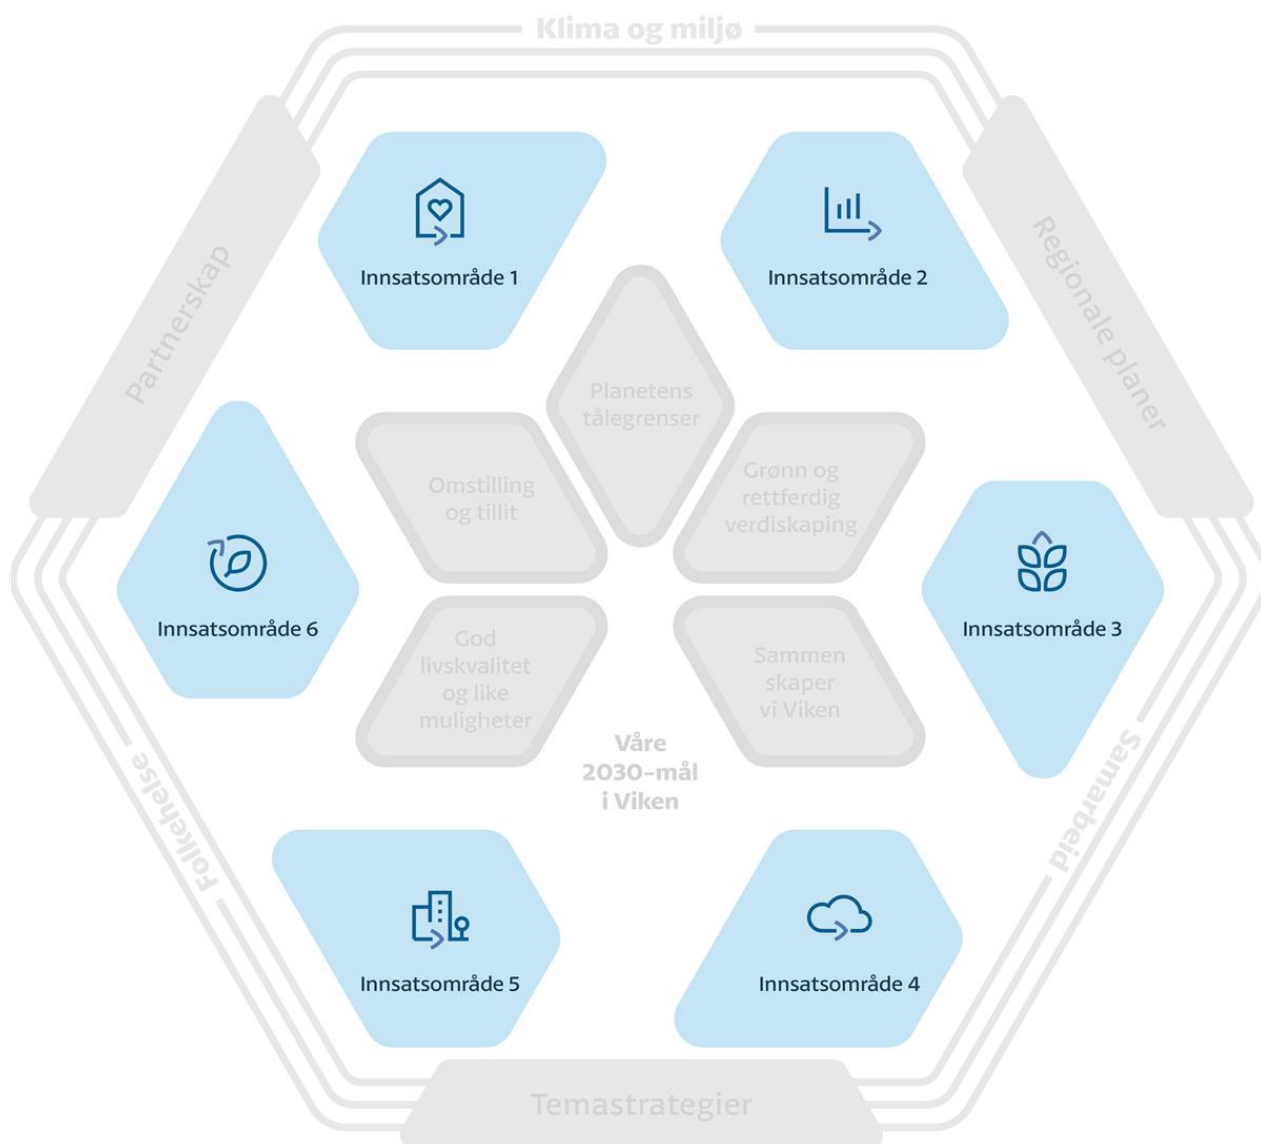 Klima og miljø
Partnerskap
Regionale planer
Innsatsområde 1
Innsatsområde 2
Planetens
tålegrenser
Omstilling
og tillit
Grønn og
rettferdig
verdiskaping
Innsatsområde 6
Innsatsområde 3
God
livskvalitet
og like
muligheter
Sammen
skaper
vi Viken
Våre
2030-mål
i Viken
Folkehelse
Samarbeid
Innsatsområde 5
Innsatsområde 4
Temastrategier